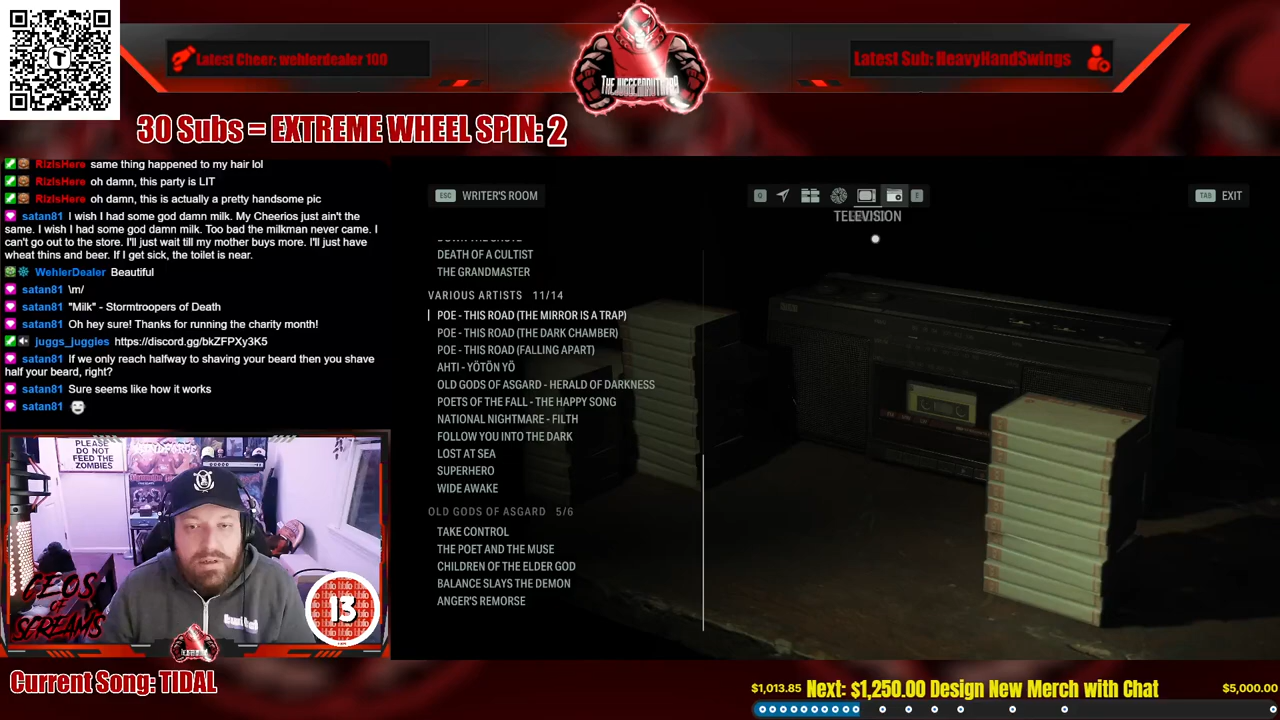 Latest Cheer: wehlerdealer 100
THEJUGGERNAUT0789
Latest Sub: HeavyHandSwings
30 Subs = EXTREME WHEEL SPIN: 2
RizIsHere same thing happened to my hair lol
RizIsHere oh damn, this party is LIT
RizIsHere oh damn, this is actually a pretty handsome pic
satan81 I wish I had some god damn milk. My Cheerios just ain't the
same. I wish I had some god damn milk. Too bad the milkman never came. I
can't go out to the store. I'll just wait till my mother buys more. I'll just have
wheat thins and beer. If I get sick, the toilet is near.
WehlerDealer Beautiful
satan81 \m/
satan81 "Milk" - Stormtroopers of Death
satan81 Oh hey sure! Thanks for running the charity month!
juggs_juggies https://discord.gg/bkZFPXy3K5
satan81 If we only reach halfway to shaving your beard then you shave
half your beard, right?
satan81 Sure seems like how it works
satan81
ESC WRITER'S ROOM
Q
E
TELEVISION
TAB EXIT
DEATH OF A CULTIST
THE GRANDMASTER
VARIOUS ARTISTS 11/14
POE - THIS ROAD (THE MIRROR IS A TRAP)
POE - THIS ROAD (THE DARK CHAMBER)
POE - THIS ROAD (FALLING APART)
AHTI - YÖTÖN YÖ
OLD GODS OF ASGARD - HERALD OF DARKNESS
POETS OF THE FALL - THE HAPPY SONG
NATIONAL NIGHTMARE - FILTH
FOLLOW YOU INTO THE DARK
LOST AT SEA
SUPERHERO
WIDE AWAKE
OLD GODS OF ASGARD 5/6
TAKE CONTROL
THE POET AND THE MUSE
CHILDREN OF THE ELDER GOD
BALANCE SLAYS THE DEMON
ANGER'S REMORSE
PLEASE
DO NOT
FEED THE
ZOMBIES
CEOS
OF
SCREAMS
13
Current Song: TIDAL
$1,013.85 Next: $1,250.00 Design New Merch with Chat $5,000.00